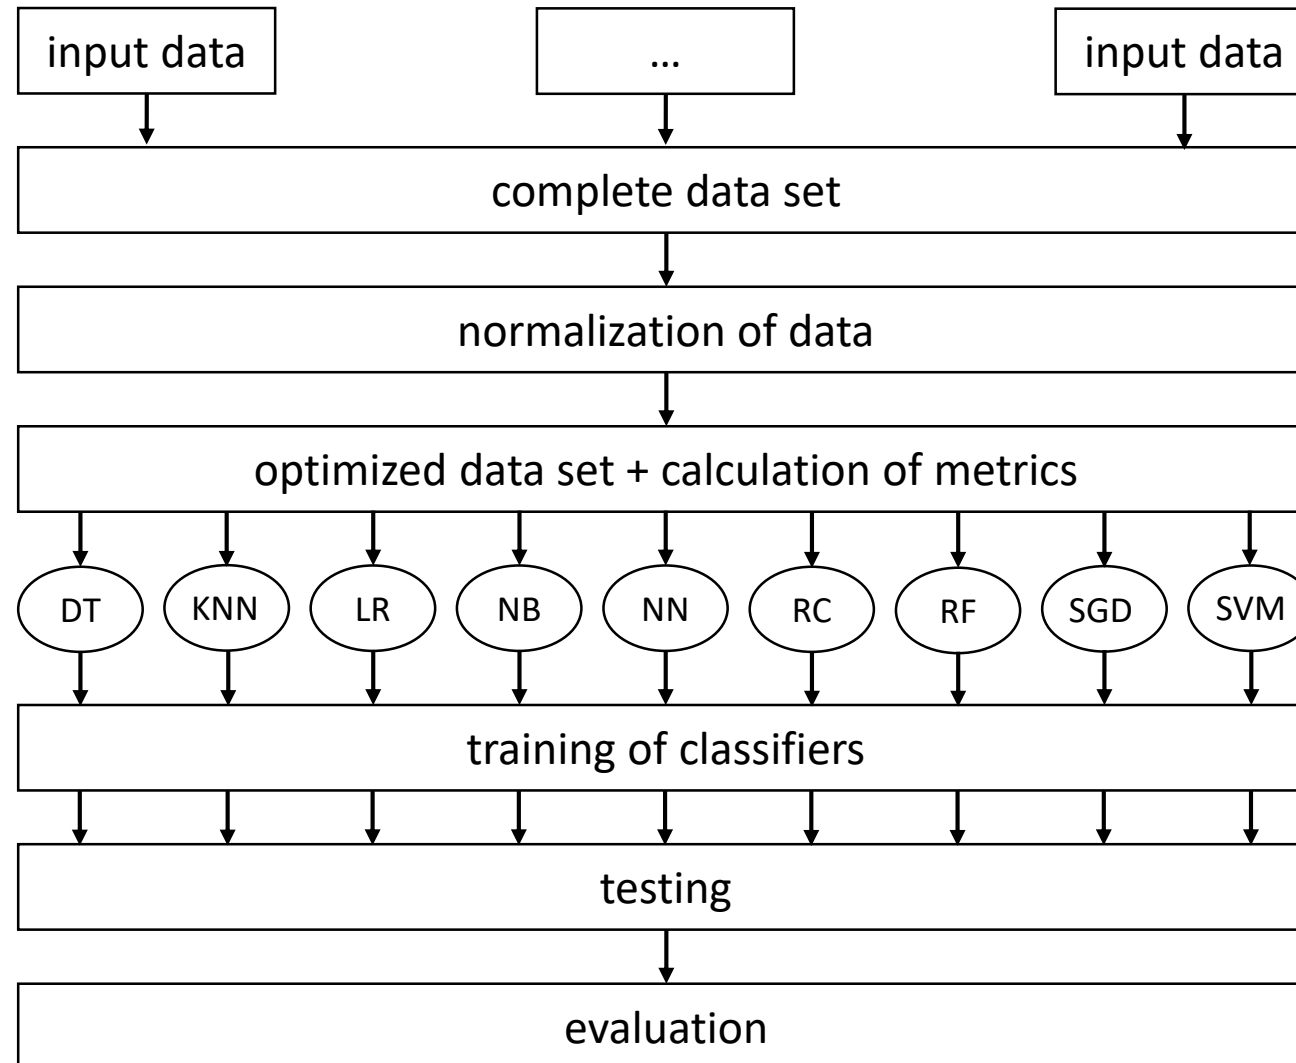 input data
...
input data
complete data set
normalization of data
optimized data set + calculation of metrics
DT
KNN
LR
NB
NN
RC
RF
SGD
SVM
training of classifiers
testing
evaluation